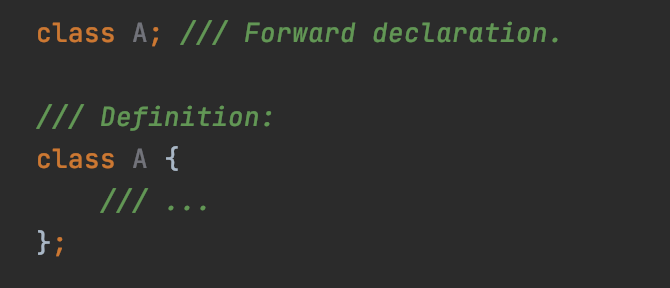 class A; /// Forward declaration.
/// Definition:
class A {
/// ...
};